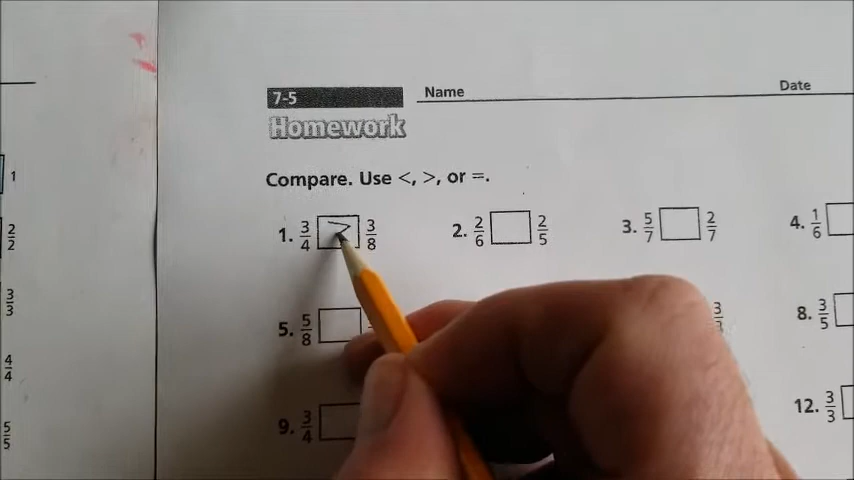 7-5 Name Date
Homework
Compare. Use <, >, or =.
1. 3/4 > 3/8 2. 2/6 2/5 3. 5/7 2/7 4. 1/6
5. 5/8 3/3 8. 3/5
9. 3/4 12. 3/3
1
2/2
3/3
4/4
5/5